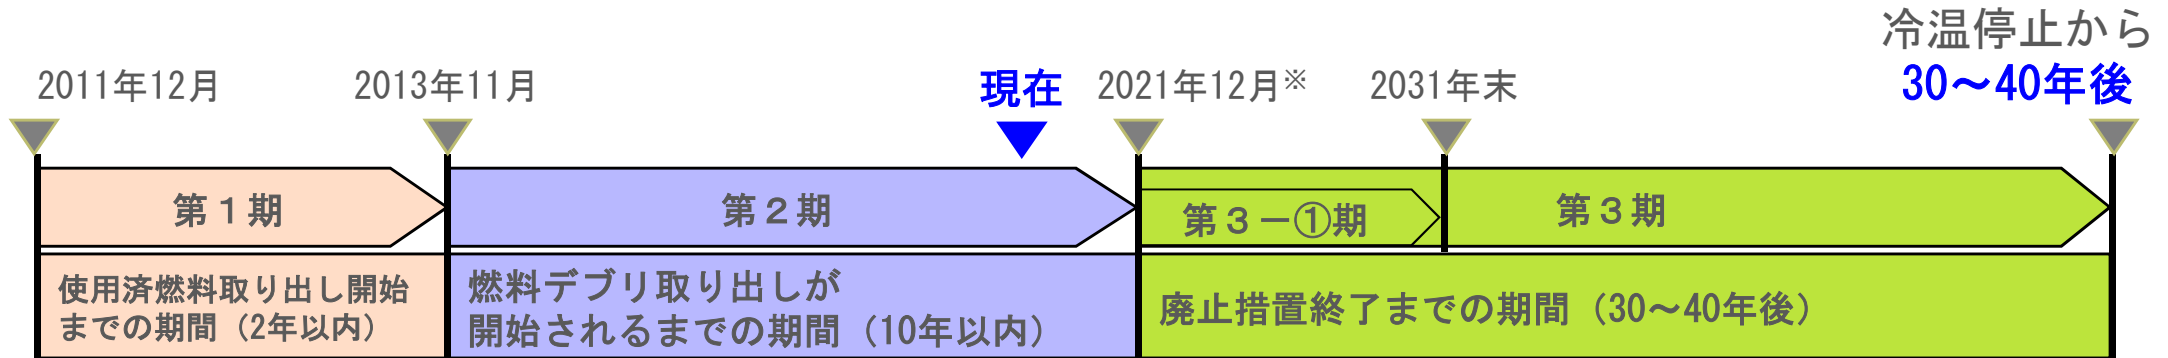 冷温停止から
2011年12月
2013年11月
現在
2021年12月※
2031年末
30～40年後
第１期
第２期
第３－①期
第３期
使用済燃料取り出し開始
までの期間（2年以内）
燃料デブリ取り出しが
開始されるまでの期間（10年以内）
廃止措置終了までの期間（30～40年後）